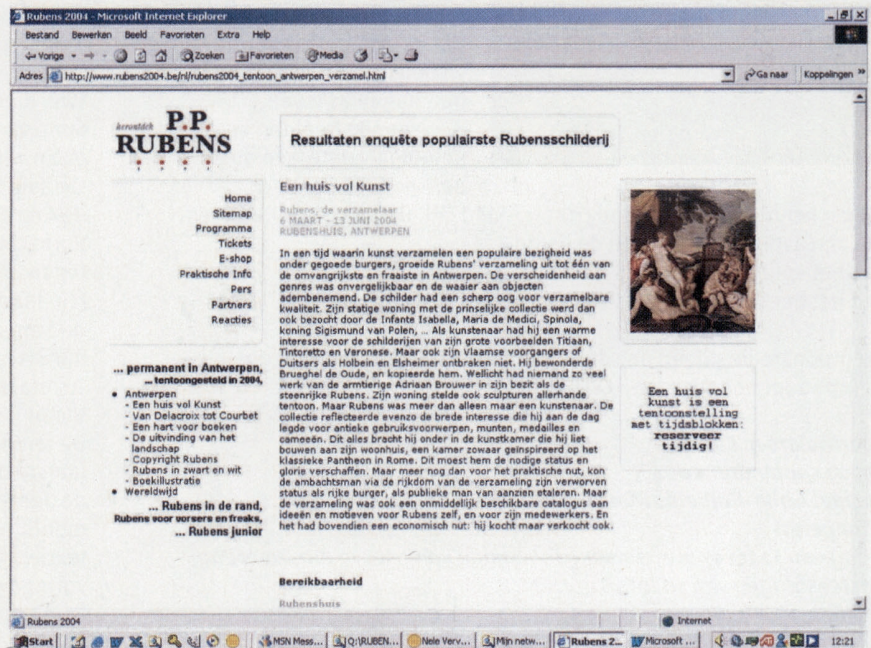 Rubens 2004 - Microsoft Internet Explorer
Bestand Bewerken Beeld Favorieten Extra Help
Vorige Zoeken Favorieten Media
Adres http://www.rubens2004.be/nl/rubens2004_tentoon_antwerpen_verzamel.html Ga naar Koppelingen »
P.P.
RUBENS
Resultaten enquête populairste Rubensschilderij
Home
Sitemap
Programma
Tickets
E-shop
Praktische Info
Pers
Partners
Reacties
... permanent in Antwerpen,
... tentoongesteld in 2004,
• Antwerpen
- Een huis vol Kunst
- Van Delacroix tot Courbet
- Een hart voor boeken
- De uitvinding van het
landschap
- Copyright Rubens
- Rubens in zwart en wit
- Boekillustratie
• Wereldwijd
... Rubens in de rand,
Rubens voor vorsers en freaks,
... Rubens junior
Een huis vol Kunst
Rubens, de verzamelaar
6 MAART - 13 JUNI 2004
RUBENSHUIS, ANTWERPEN
In een tijd waarin kunst verzamelen een populaire bezigheid was
onder gegoede burgers, groeide Rubens' verzameling uit tot één van
de omvangrijkste en fraaiste in Antwerpen. De verscheidenheid aan
genres was onvergelijkbaar en de waaier aan objecten
adembenemend. De schilder had een scherp oog voor verzamelbare
kwaliteit. Zijn statige woning met de prinselijke collectie werd dan
ook bezocht door de Infante Isabella, Maria de Medici, Spinola,
koning Sigismund van Polen, ... Als kunstenaar had hij een warme
interesse voor de schilderijen van zijn grote voorbeelden Titiaan,
Tintoretto en Veronese. Maar ook zijn Vlaamse voorgangers of
Duitsers als Holbein en Elsheimer ontbraken niet. Hij bewonderde
Brueghel de Oude, en kopieerde hem. Wellicht had niemand zo veel
werk van de armtierige Adriaan Brouwer in zijn bezit als de
steenrijke Rubens. Zijn woning stelde ook sculpturen allerhande
tentoon. Maar Rubens was meer dan alleen maar een kunstenaar. De
collectie reflecteerde evenzo de brede interesse die hij aan de dag
legde voor antieke gebruiksvoorwerpen, munten, medailles en
cameeën. Dit alles bracht hij onder in de kunstkamer die hij liet
bouwen aan zijn woonhuis, een kamer zowaar geïnspireerd op het
klassieke Pantheon in Rome. Dit moest hem de nodige status en
glorie verschaffen. Maar meer nog dan voor het praktische nut, kon
de ambachtsman via de rijkdom van de verzameling zijn verworven
status als rijke burger, als publieke man van aanzien etaleren. Maar
de verzameling was ook een onmiddelijk beschikbare catalogus aan
ideeën en motieven voor Rubens zelf, en voor zijn medewerkers. En
het had bovendien een economisch nut: hij kocht maar verkocht ook.
Een huis vol
kunst is een
tentoonstelling
met tijdsblokken:
reserveer
tijdig!
Bereikbaarheid
Rubenshuis
Rubens 2004 Internet
Start MSN Mess... Q:\RUBEN... Nele Verv... Mijn netw... Rubens 2... Microsoft ... 12:21